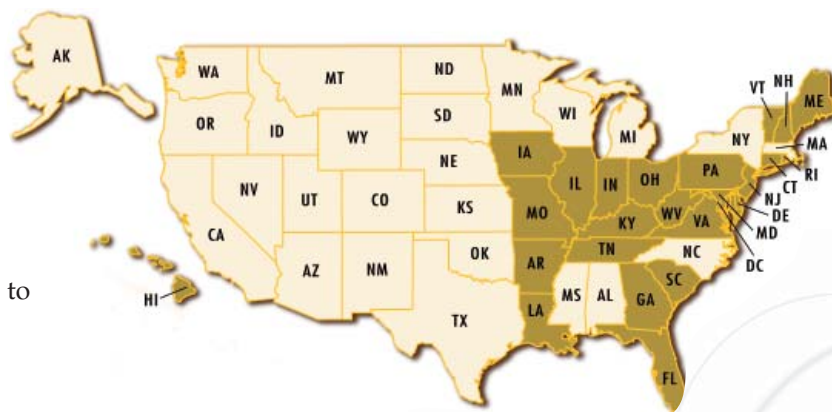 AK
WA
MT
ND
MN
VT
NH
ME
OR
ID
SD
WI
MI
NY
MA
WY
RI
IA
PA
CT
NE
NV
UT
CO
IL
IN
OH
NJ
DE
CA
KS
MO
WV
VA
MD
KY
DC
AZ
NM
OK
TN
NC
AR
SC
to
HI
MS
AL
GA
LA
TX
FL